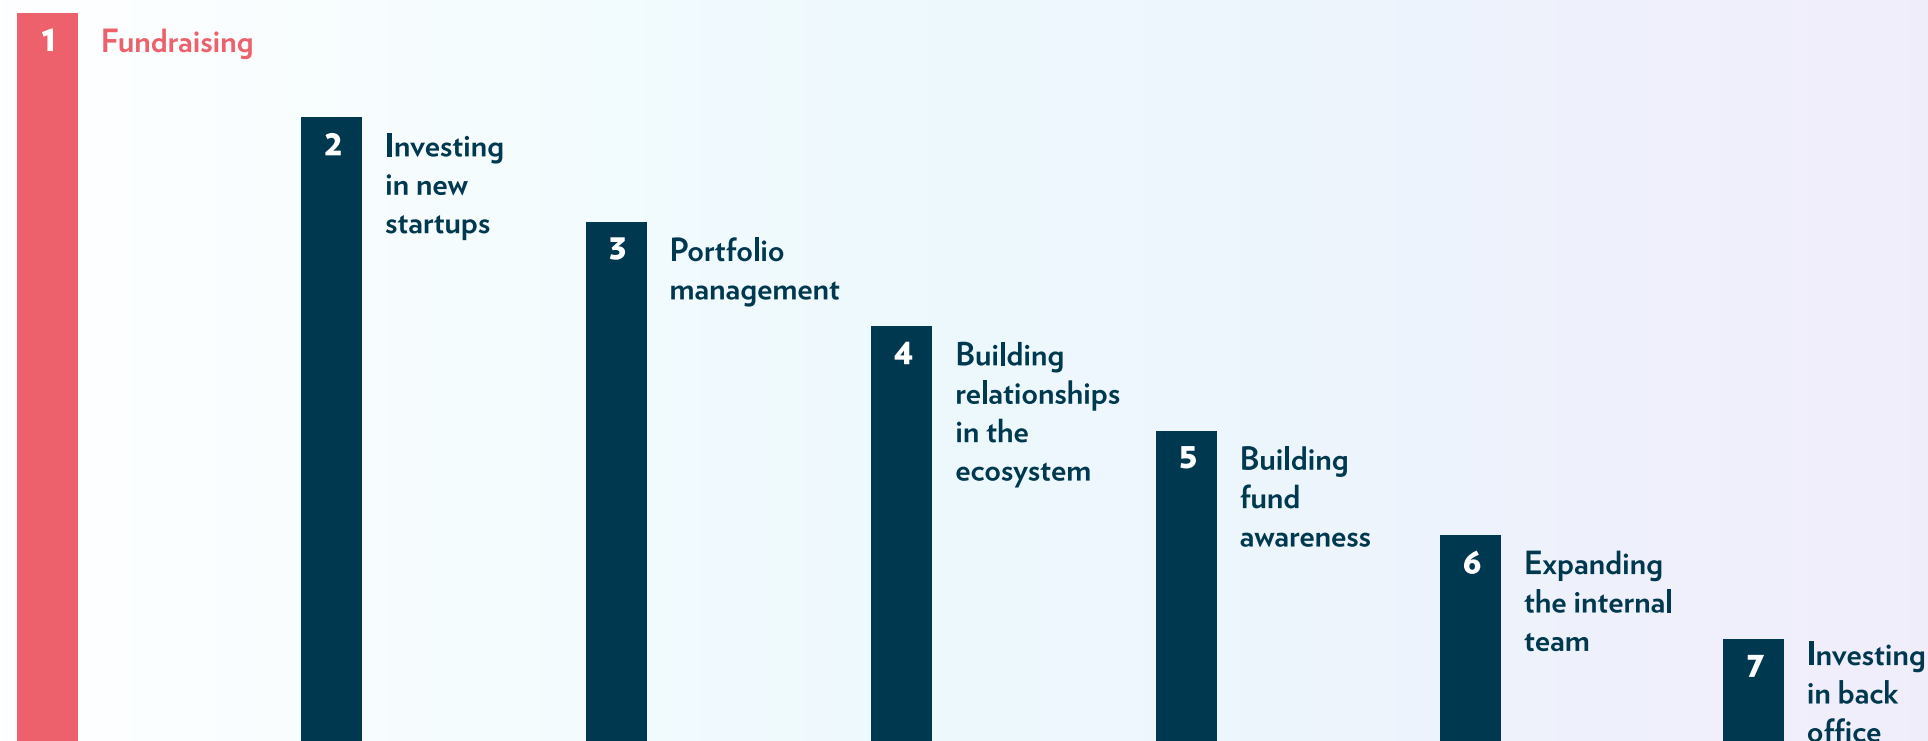 1 Fundraising
2 Investing
in new
startups
3 Portfolio
management
4 Building
relationships
in the
ecosystem
5 Building
fund
awareness
6 Expanding
the internal
team
7 Investing
in back
office